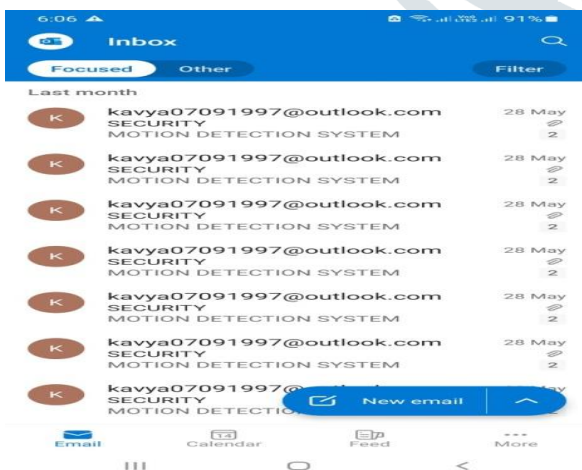 6:06
91%
Inbox
Focused Other Filter
Last month
K kavya07091997@outlook.com 28 May
SECURITY
MOTION DETECTION SYSTEM 2
K kavya07091997@outlook.com 28 May
SECURITY
MOTION DETECTION SYSTEM 2
K kavya07091997@outlook.com 28 May
SECURITY
MOTION DETECTION SYSTEM 2
K kavya07091997@outlook.com 28 May
SECURITY
MOTION DETECTION SYSTEM 2
K kavya07091997@outlook.com 28 May
SECURITY
MOTION DETECTION SYSTEM 2
K kavya07091997@outlook.com 28 May
SECURITY
MOTION DETECTION SYSTEM 2
K kavya07091997@
SECURITY
MOTION DETECTIO
New email
Email Calendar Feed More
14